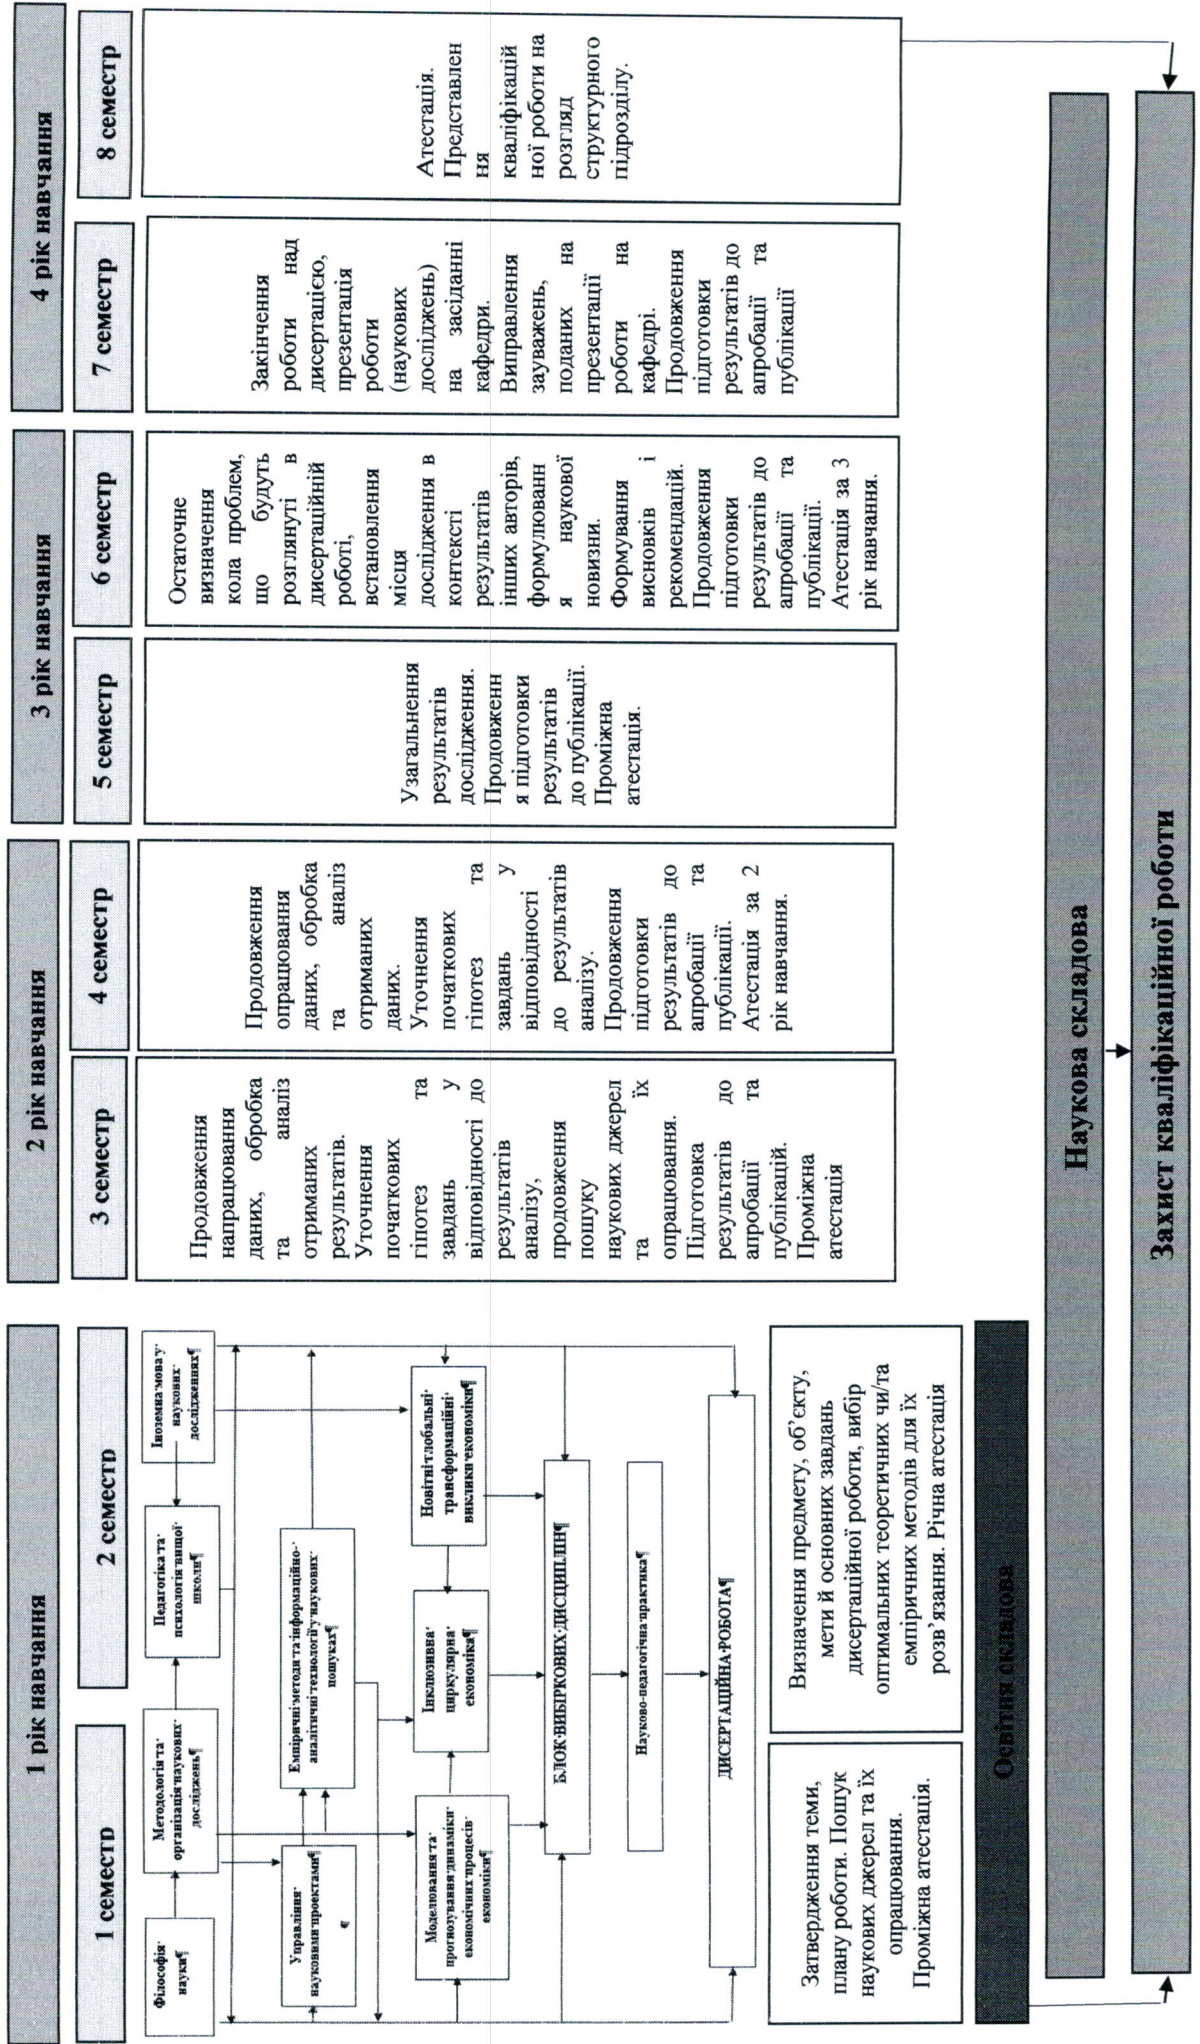 1 рік навчання
2 рік навчання
3 рік навчання
4 рік навчання
1 семестр
2 семестр
3 семестр
4 семестр
5 семестр
6 семестр
7 семестр
8 семестр
Філософія
науки
Методологія та
організація наукових
досліджень
Педагогіка та
психологія вищої
школи
Іноземна мова у
наукових
дослідженнях
Управління
науковими проектами
Емпіричні методи та інформаційно-
аналітичні технології у наукових
пошуках
Моделювання та
прогнозування динаміки
економічних процесів
економіки
Інклюзивна
циркулярна
економіка
Новітні глобальні
трансформаційні
виклики економіки
БЛОК ВИБІРКОВИХ ДИСЦИПЛІН
Науково-педагогічна практика
ДИСЕРТАЦІЙНА РОБОТА
Затвердження теми,
плану роботи. Пошук
наукових джерел та їх
опрацювання.
Проміжна атестація.
Визначення предмету, об'єкту,
мети й основних завдань
дисертаційної роботи, вибір
оптимальних теоретичних чи/та
емпіричних методів для їх
розв'язання. Річна атестація
Продовження
напрацювання
даних, обробка
та аналіз
отриманих
результатів.
Уточнення
початкових
гіпотез та
завдань у
відповідності до
результатів
аналізу,
продовження
пошуку
наукових джерел
та їх
опрацювання.
Підготовка
результатів до
апробації та
публікацій.
Проміжна
атестація
Продовження
опрацювання
даних, обробка
та аналіз
отриманих
даних.
Уточнення
початкових
гіпотез та
завдань у
відповідності
до результатів
аналізу.
Продовження
підготовки
результатів до
апробації та
публікації.
Атестація за 2
рік навчання.
Узагальнення
результатів
дослідження.
Продовженн
я підготовки
результатів
до публікації.
Проміжна
атестація.
Остаточне
визначення
кола проблем,
що будуть
розглянуті в
дисертаційній
роботі,
встановлення
місця
дослідження в
контексті
результатів
інших авторів,
формулюванн
я наукової
новизни.
Формування
висновків і
рекомендацій.
Продовження
підготовки
результатів до
апробації та
публікації.
Атестація за 3
рік навчання.
Закінчення
роботи над
дисертацією,
презентація
роботи
(наукових
досліджень)
на засіданні
кафедри.
Виправлення
зауважень,
поданих на
презентації
роботи на
кафедрі.
Продовження
підготовки
результатів до
апробації та
публікації
Атестація.
Представлен
ня
кваліфікацій
ної роботи на
розгляд
структурного
підрозділу.
Освітня складова
Наукова складова
Захист кваліфікаційної роботи